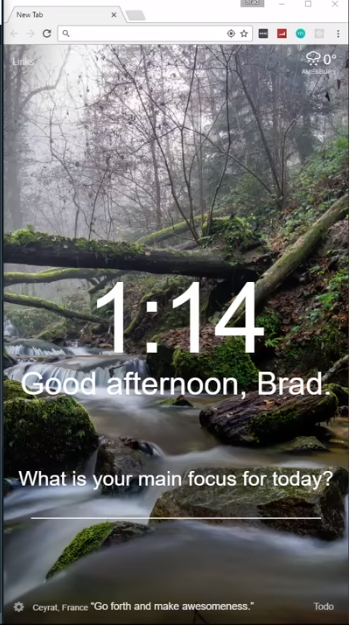 New Tab
Links
0°
AMESBURY
1:14
Good afternoon, Brad.
What is your main focus for today?
Ceyrat, France "Go forth and make awesomeness."
Todo